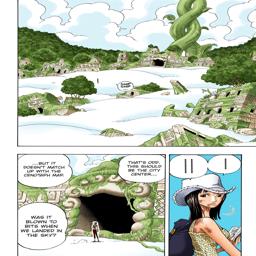 THAT'S ODD.
THIS SHOULD
BE THE CITY
CENTER....
...BUT IT
DOESN'T MATCH
UP WITH THE
CENOTAPH MAP.
WAS IT
BLOWN TO
BITS WHEN
WE LANDED IN
THE SKY?
!
!!